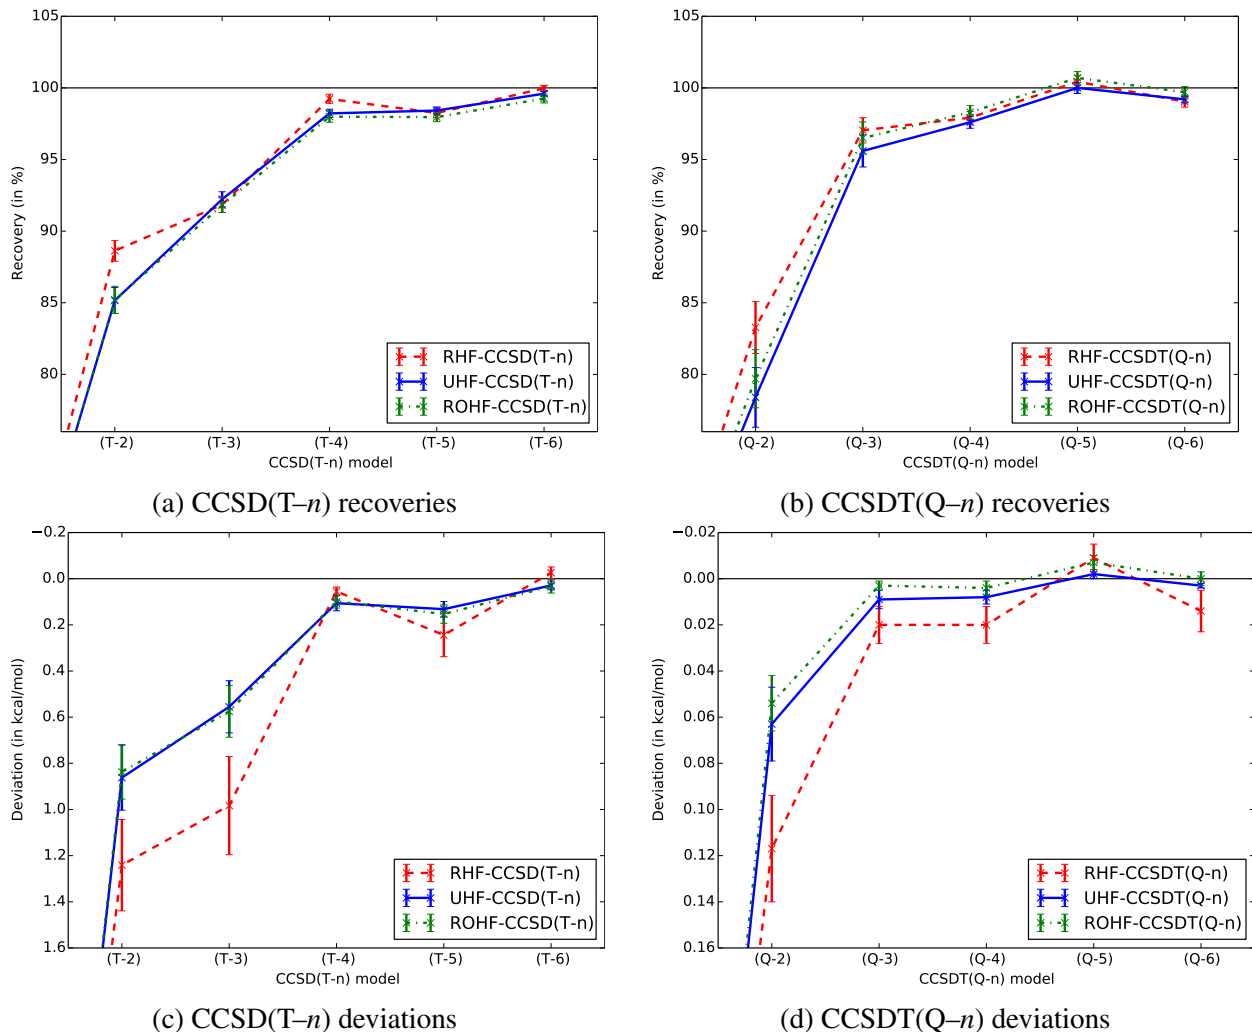 105
100
95
90
85
80
Recovery (in %)
RHF-CCSD(T-n)
UHF-CCSD(T-n)
ROHF-CCSD(T-n)
(T-2) (T-3) (T-4) (T-5) (T-6)
CCSD(T-n) model
(a) CCSD(T–n) recoveries
105
100
95
90
85
80
Recovery (in %)
RHF-CCSDT(Q-n)
UHF-CCSDT(Q-n)
ROHF-CCSDT(Q-n)
(Q-2) (Q-3) (Q-4) (Q-5) (Q-6)
CCSDT(Q-n) model
(b) CCSDT(Q–n) recoveries
−0.2
0.0
0.2
0.4
0.6
0.8
1.0
1.2
1.4
1.6
Deviation (in kcal/mol)
RHF-CCSD(T-n)
UHF-CCSD(T-n)
ROHF-CCSD(T-n)
(T-2) (T-3) (T-4) (T-5) (T-6)
CCSD(T-n) model
(c) CCSD(T–n) deviations
−0.02
0.00
0.02
0.04
0.06
0.08
0.10
0.12
0.14
0.16
Deviation (in kcal/mol)
RHF-CCSDT(Q-n)
UHF-CCSDT(Q-n)
ROHF-CCSDT(Q-n)
(Q-2) (Q-3) (Q-4) (Q-5) (Q-6)
CCSDT(Q-n) model
(d) CCSDT(Q–n) deviations